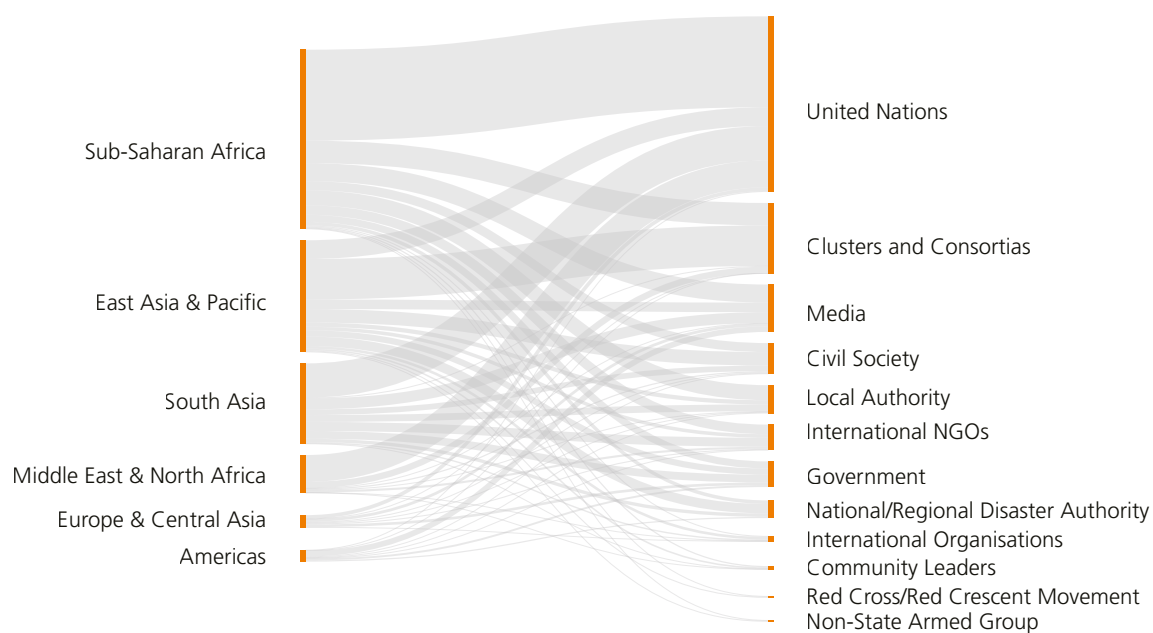 Sub-Saharan Africa
East Asia & Pacific
South Asia
Middle East & North Africa
Europe & Central Asia
Americas
United Nations
Clusters and Consortias
Media
Civil Society
Local Authority
International NGOs
Government
National/Regional Disaster Authority
International Organisations
Community Leaders
Red Cross/Red Crescent Movement
Non-State Armed Group